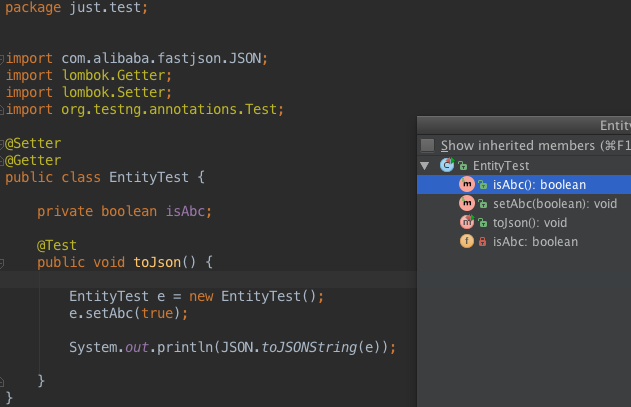 package just.test;
import com.alibaba.fastjson.JSON;
import lombok.Getter;
import lombok.Setter;
import org.testng.annotations.Test;
@Setter
@Getter
public class EntityTest {
private boolean isAbc;
@Test
public void toJson() {
EntityTest e = new EntityTest();
e.setAbc(true);
System.out.println(JSON.toJSONString(e));
}
}
Entity
Show inherited members (⌘F1
EntityTest
isAbc(): boolean
setAbc(boolean): void
toJson(): void
isAbc: boolean